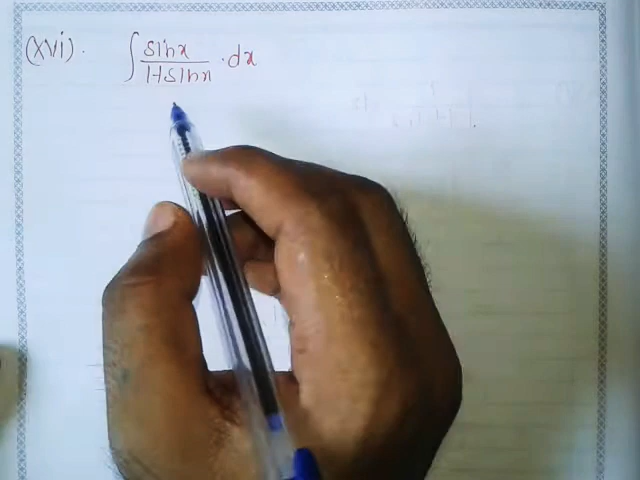 (xvi). ∫ sinx/1+sinx .dx